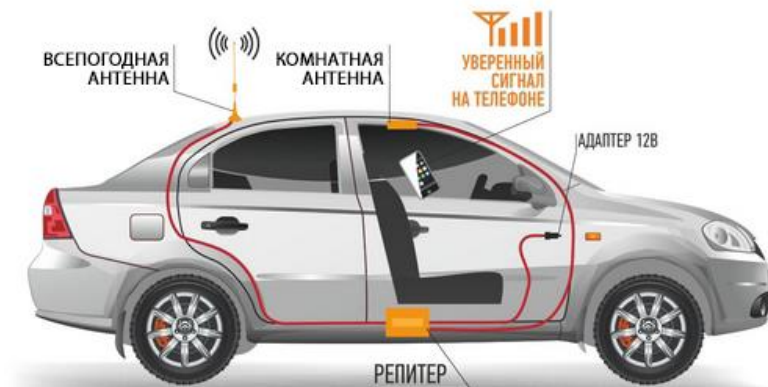 ВСЕПОГОДНАЯ
АНТЕННА
КОМНАТНАЯ
АНТЕННА
УВЕРЕННЫЙ
СИГНАЛ
НА ТЕЛЕФОНЕ
АДАПТЕР 12В
РЕПИТЕР